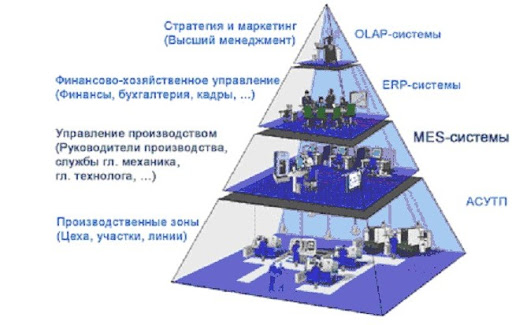 Стратегия и маркетинг
(Высший менеджмент)
OLAP-системы
Финансово-хозяйственное управление
(Финансы, бухгалтерия, кадры, ...)
ERP-системы
Управление производством
(Руководители производства,
службы гл. механика,
гл. технолога, ...)
MES-системы
Производственные зоны
(Цеха, участки, линии)
АСУТП